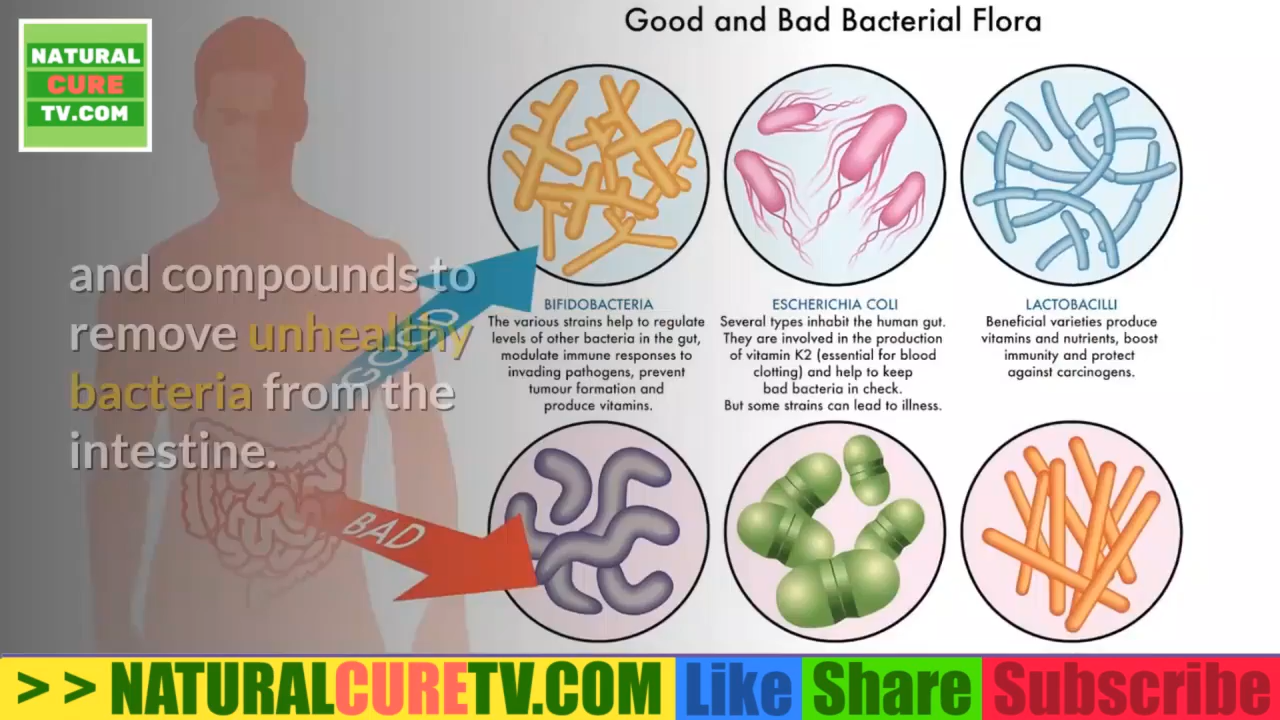 NATURAL
CURE
TV.COM
Good and Bad Bacterial Flora
and compounds to
remove unhealthy
bacteria from the
intestine.
GOOD
BAD
BIFIDOBACTERIA
The various strains help to regulate
levels of other bacteria in the gut,
modulate immune responses to
invading pathogens, prevent
tumour formation and
produce vitamins.
ESCHERICHIA COLI
Several types inhabit the human gut.
They are involved in the production
of vitamin K2 (essential for blood
clotting) and help to keep
bad bacteria in check.
But some strains can lead to illness.
LACTOBACILLI
Beneficial varieties produce
vitamins and nutrients, boost
immunity and protect
against carcinogens.
> > NATURALCURETV.COM Like Share Subscribe